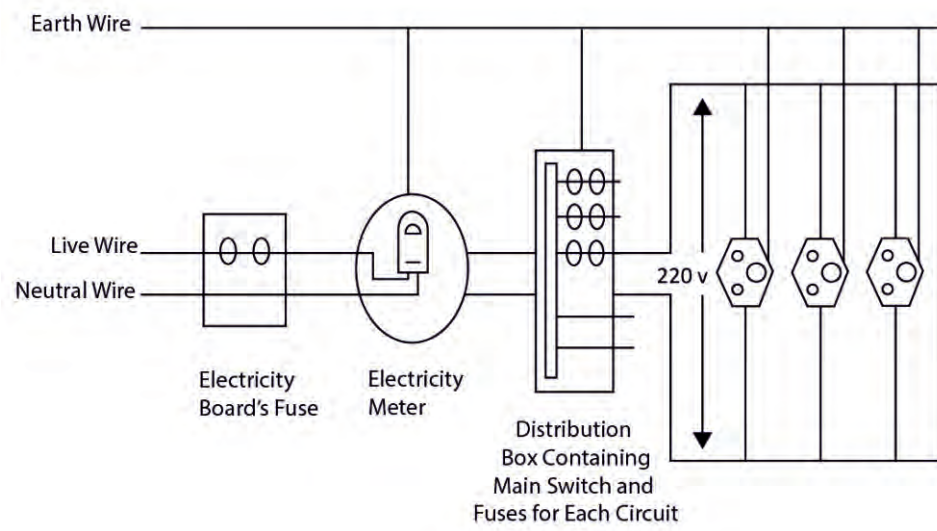 Earth Wire
Live Wire
Neutral Wire
220 v
Electricity
Board's Fuse
Electricity
Meter
Distribution
Box Containing
Main Switch and
Fuses for Each Circuit